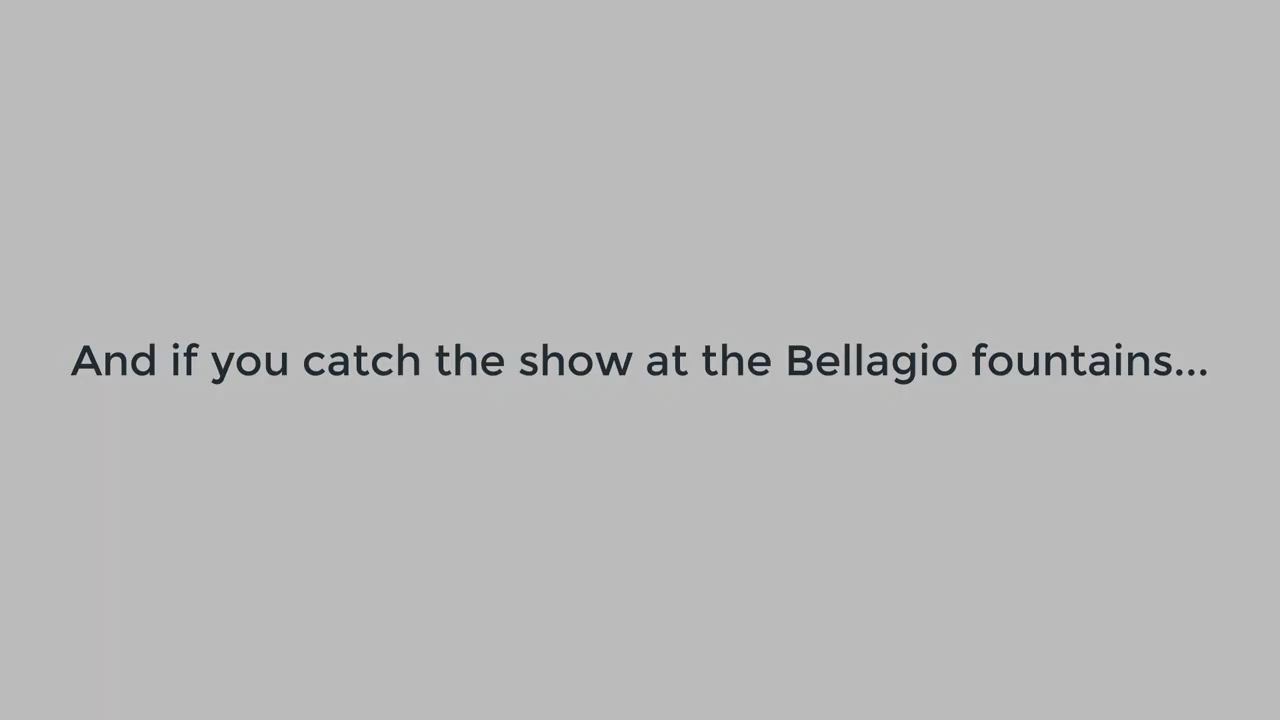 And if you catch the show at the Bellagio fountains...